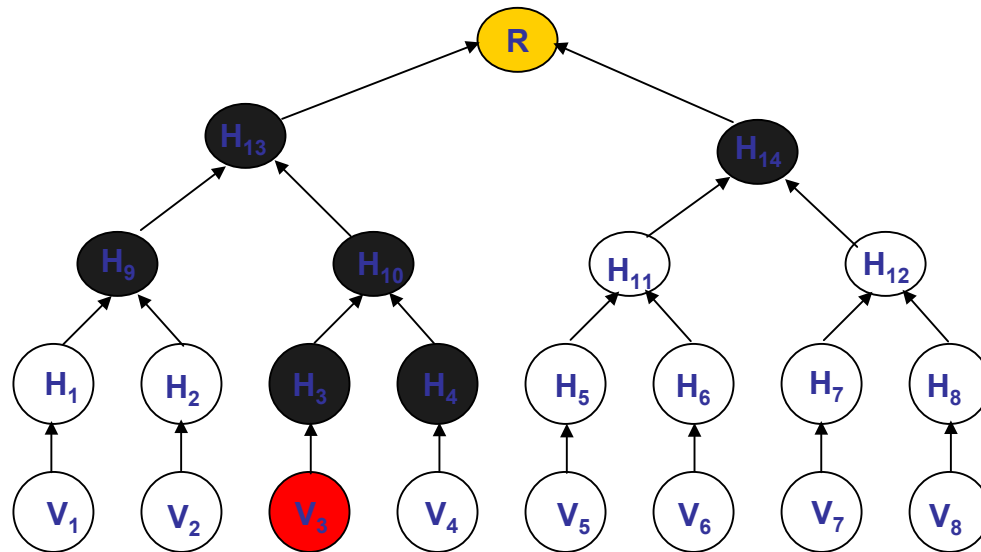 R
H₁₃
H₁₄
H₉ H₁₀ H₁₁ H₁₂
H₁ H₂ H₃ H₄ H₅ H₆ H₇ H₈
V₁ V₂ V₃ V₄ V₅ V₆ V₇ V₈